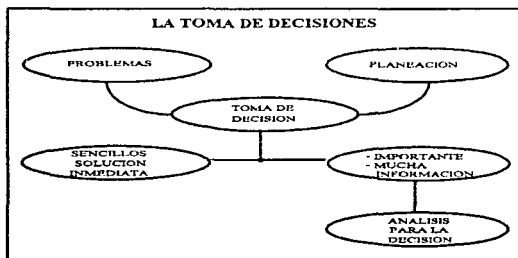 LA TOMA DE DECISIONES
PROBLEMAS
PLANEACION
TOMA DE
DECISION
SENCILLOS
SOLUCION
INMEDIATA
- IMPORTANTE
- MUCHA
INFORMACION
ANALISIS
PARA LA
DECISION